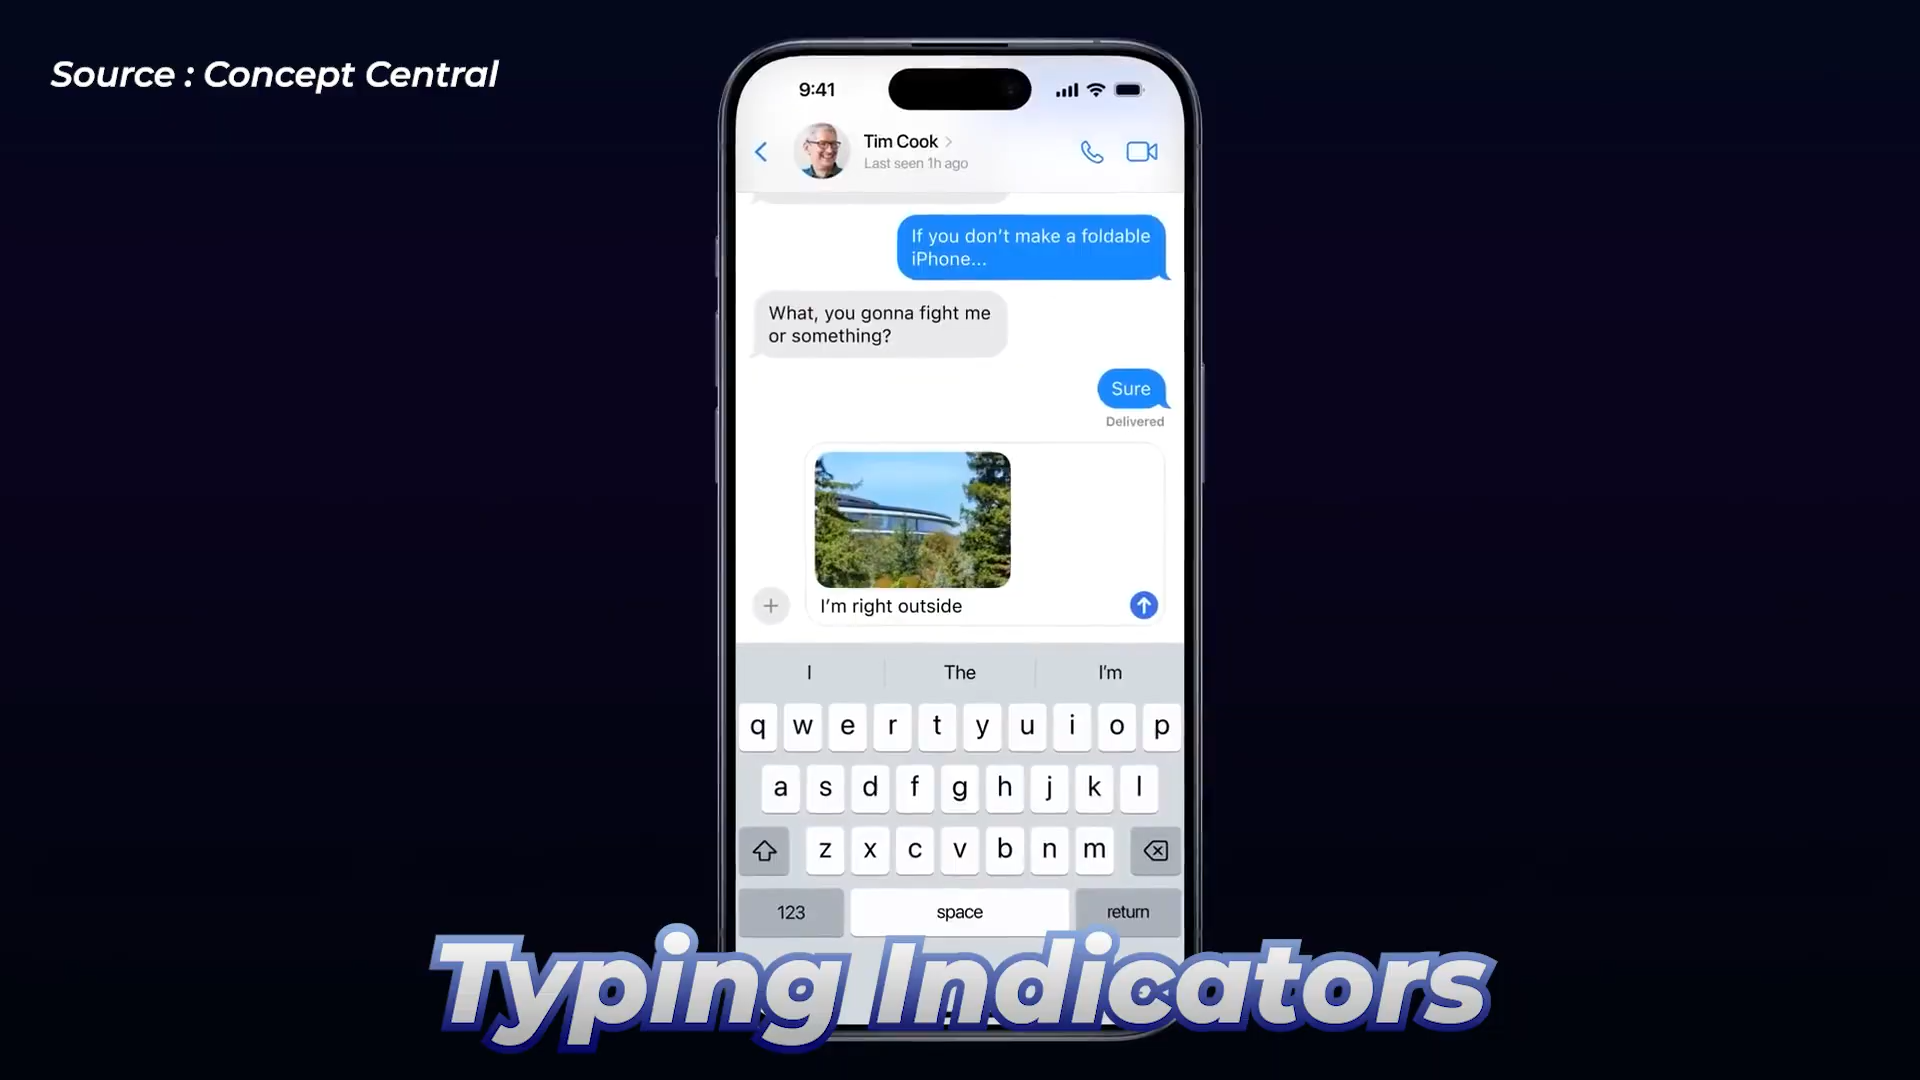 Source : Concept Central
9:41
Tim Cook
Last seen 1h ago
If you don't make a foldable
iPhone...
What, you gonna fight me
or something?
Sure
Delivered
I'm right outside
I
The
I'm
q w e r t y u i o p
a s d f g h j k l
z x c v b n m
123
space
return
Typing Indicators